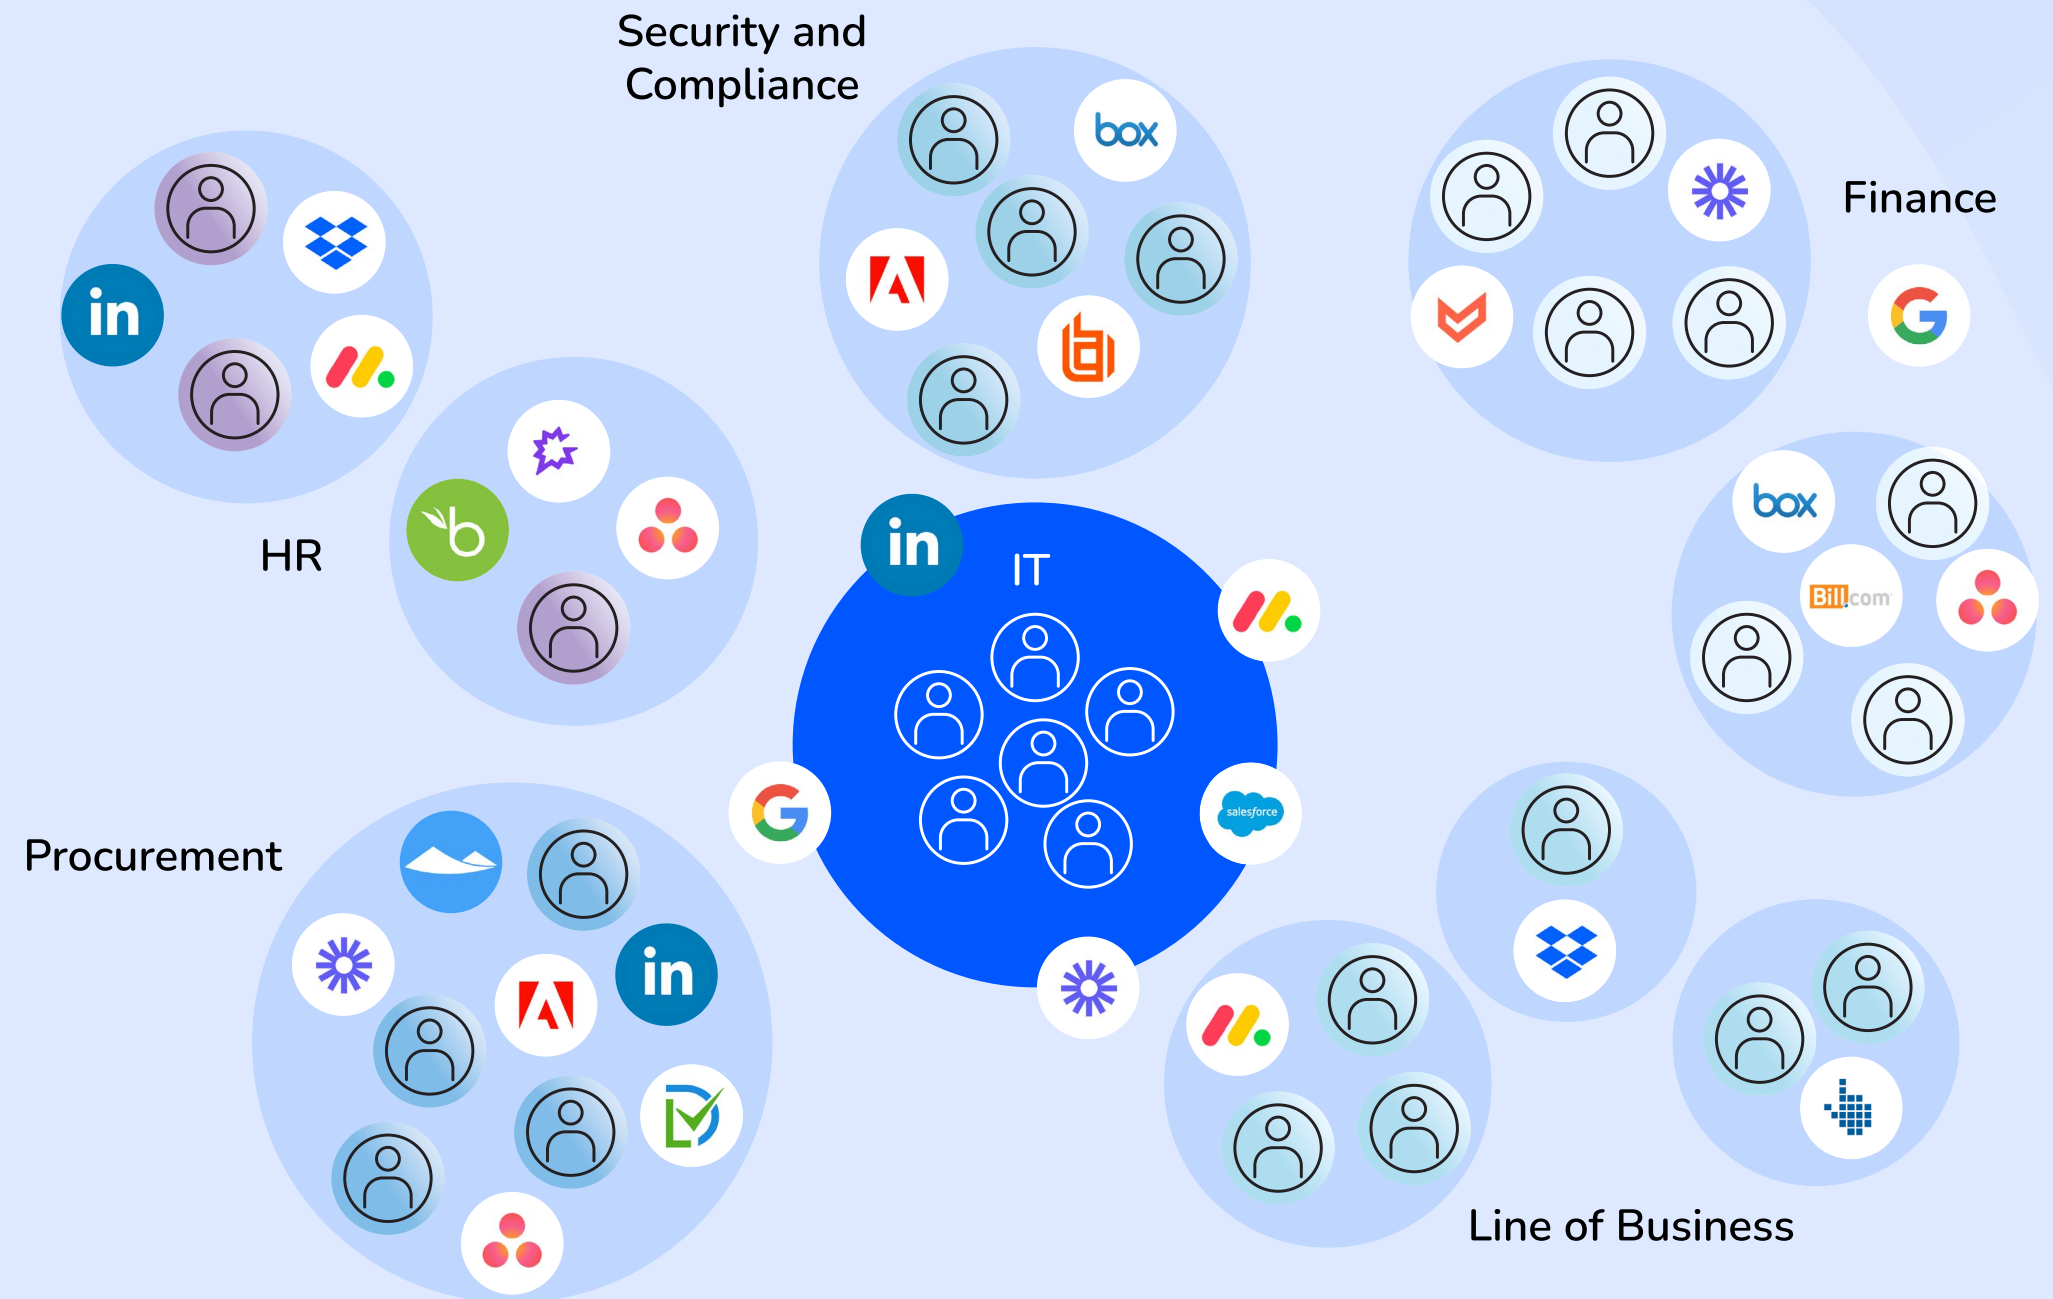 Security and
Compliance
box
Finance
in
HR
in
IT
box
Bill.com
salesforce
Procurement
in
Line of Business